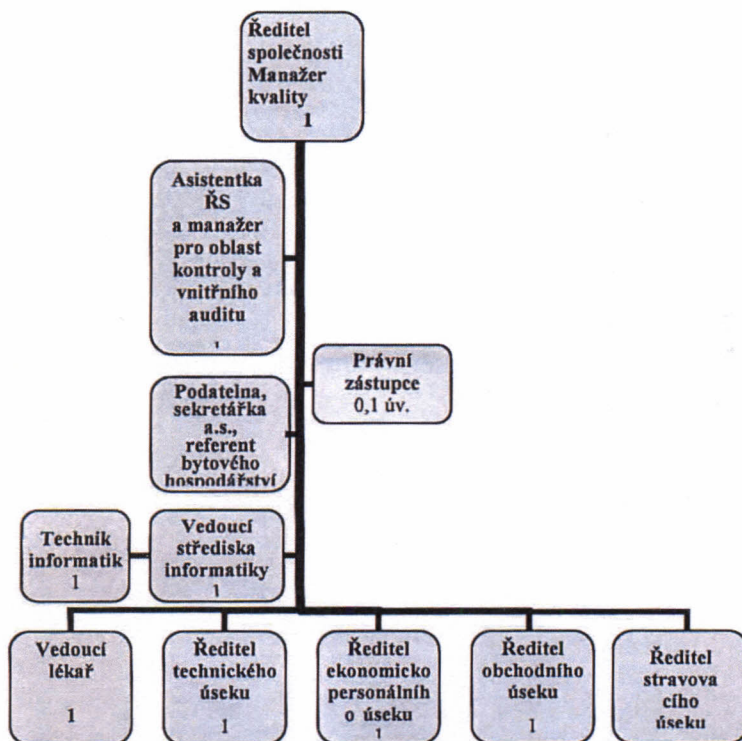 Ředitel
společnosti
Manažer
kvality
1
Asistentka
ŘS
a manažer
pro oblast
kontroly a
vnitřního
auditu
1
Právní
zástupce
0,1 úv.
Podatelna,
sekretářka
a.s.,
referent
bytového
hospodářství
Technik
informatik
1
Vedoucí
střediska
informatiky
1
Vedoucí
lékař
1
Ředitel
technického
úseku
1
Ředitel
ekonomicko
personálníh
o úseku
1
Ředitel
obchodního
úseku
1
Ředitel
stravova
cího
úseku